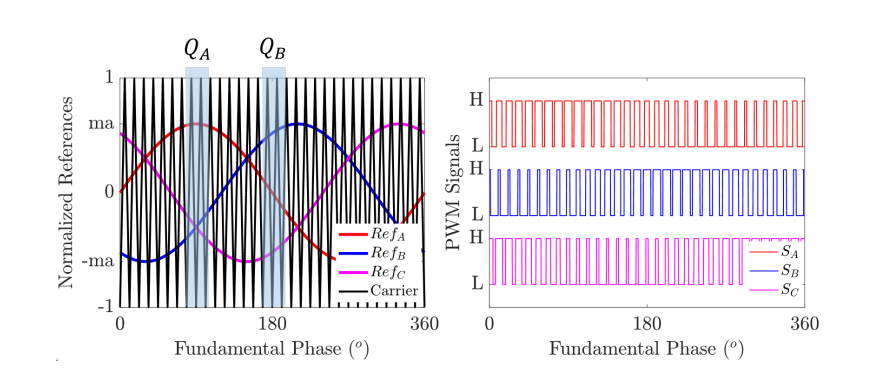 Q_A Q_B
Normalized References
1
ma
0
-ma
-1
Ref_A
Ref_B
Ref_C
Carrier
0 180 360
Fundamental Phase (°)
PWM Signals
H
L
H
L
H
L
S_A
S_B
S_C
0 180 360
Fundamental Phase (°)